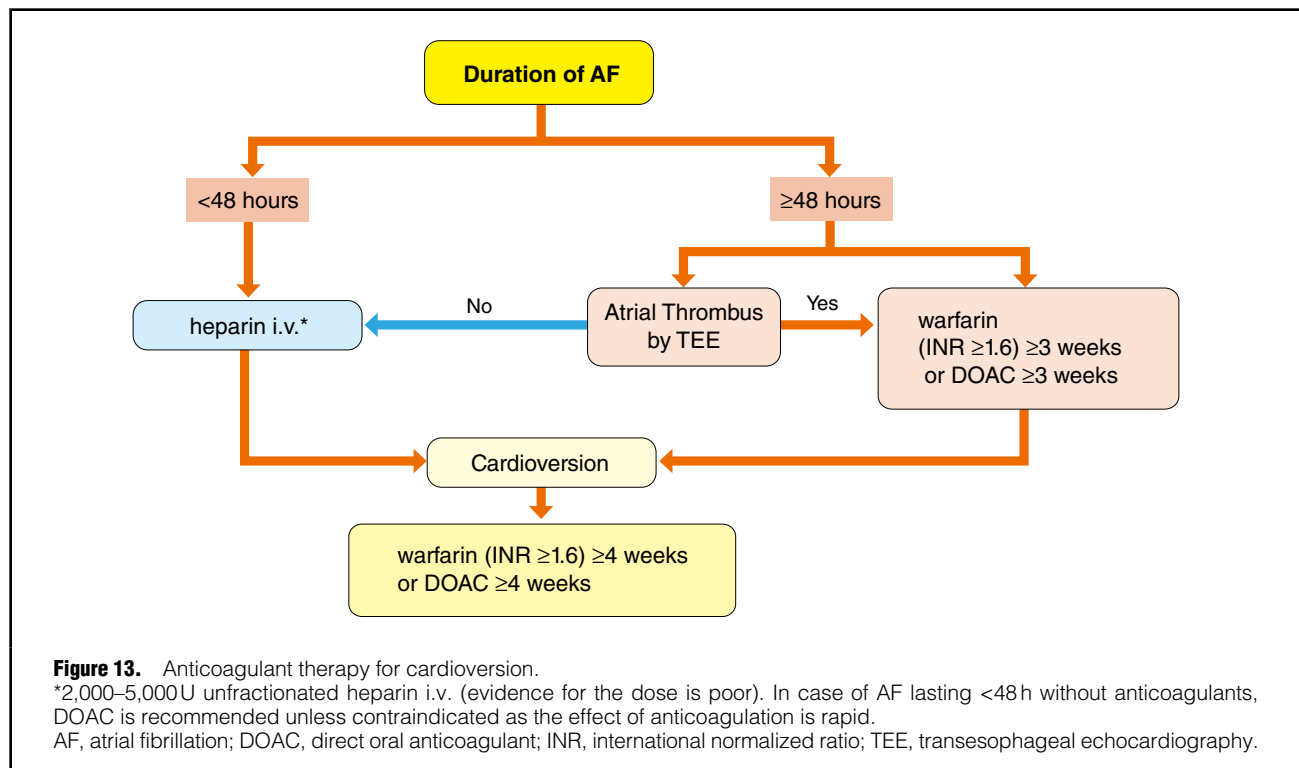 Duration of AF
<48 hours
≥48 hours
heparin i.v.*
No
Atrial Thrombus
by TEE
Yes
warfarin
(INR ≥1.6) ≥3 weeks
or DOAC ≥3 weeks
Cardioversion
warfarin (INR ≥1.6) ≥4 weeks
or DOAC ≥4 weeks
Figure 13. Anticoagulant therapy for cardioversion.
*2,000–5,000 U unfractionated heparin i.v. (evidence for the dose is poor). In case of AF lasting <48 h without anticoagulants,
DOAC is recommended unless contraindicated as the effect of anticoagulation is rapid.
AF, atrial fibrillation; DOAC, direct oral anticoagulant; INR, international normalized ratio; TEE, transesophageal echocardiography.